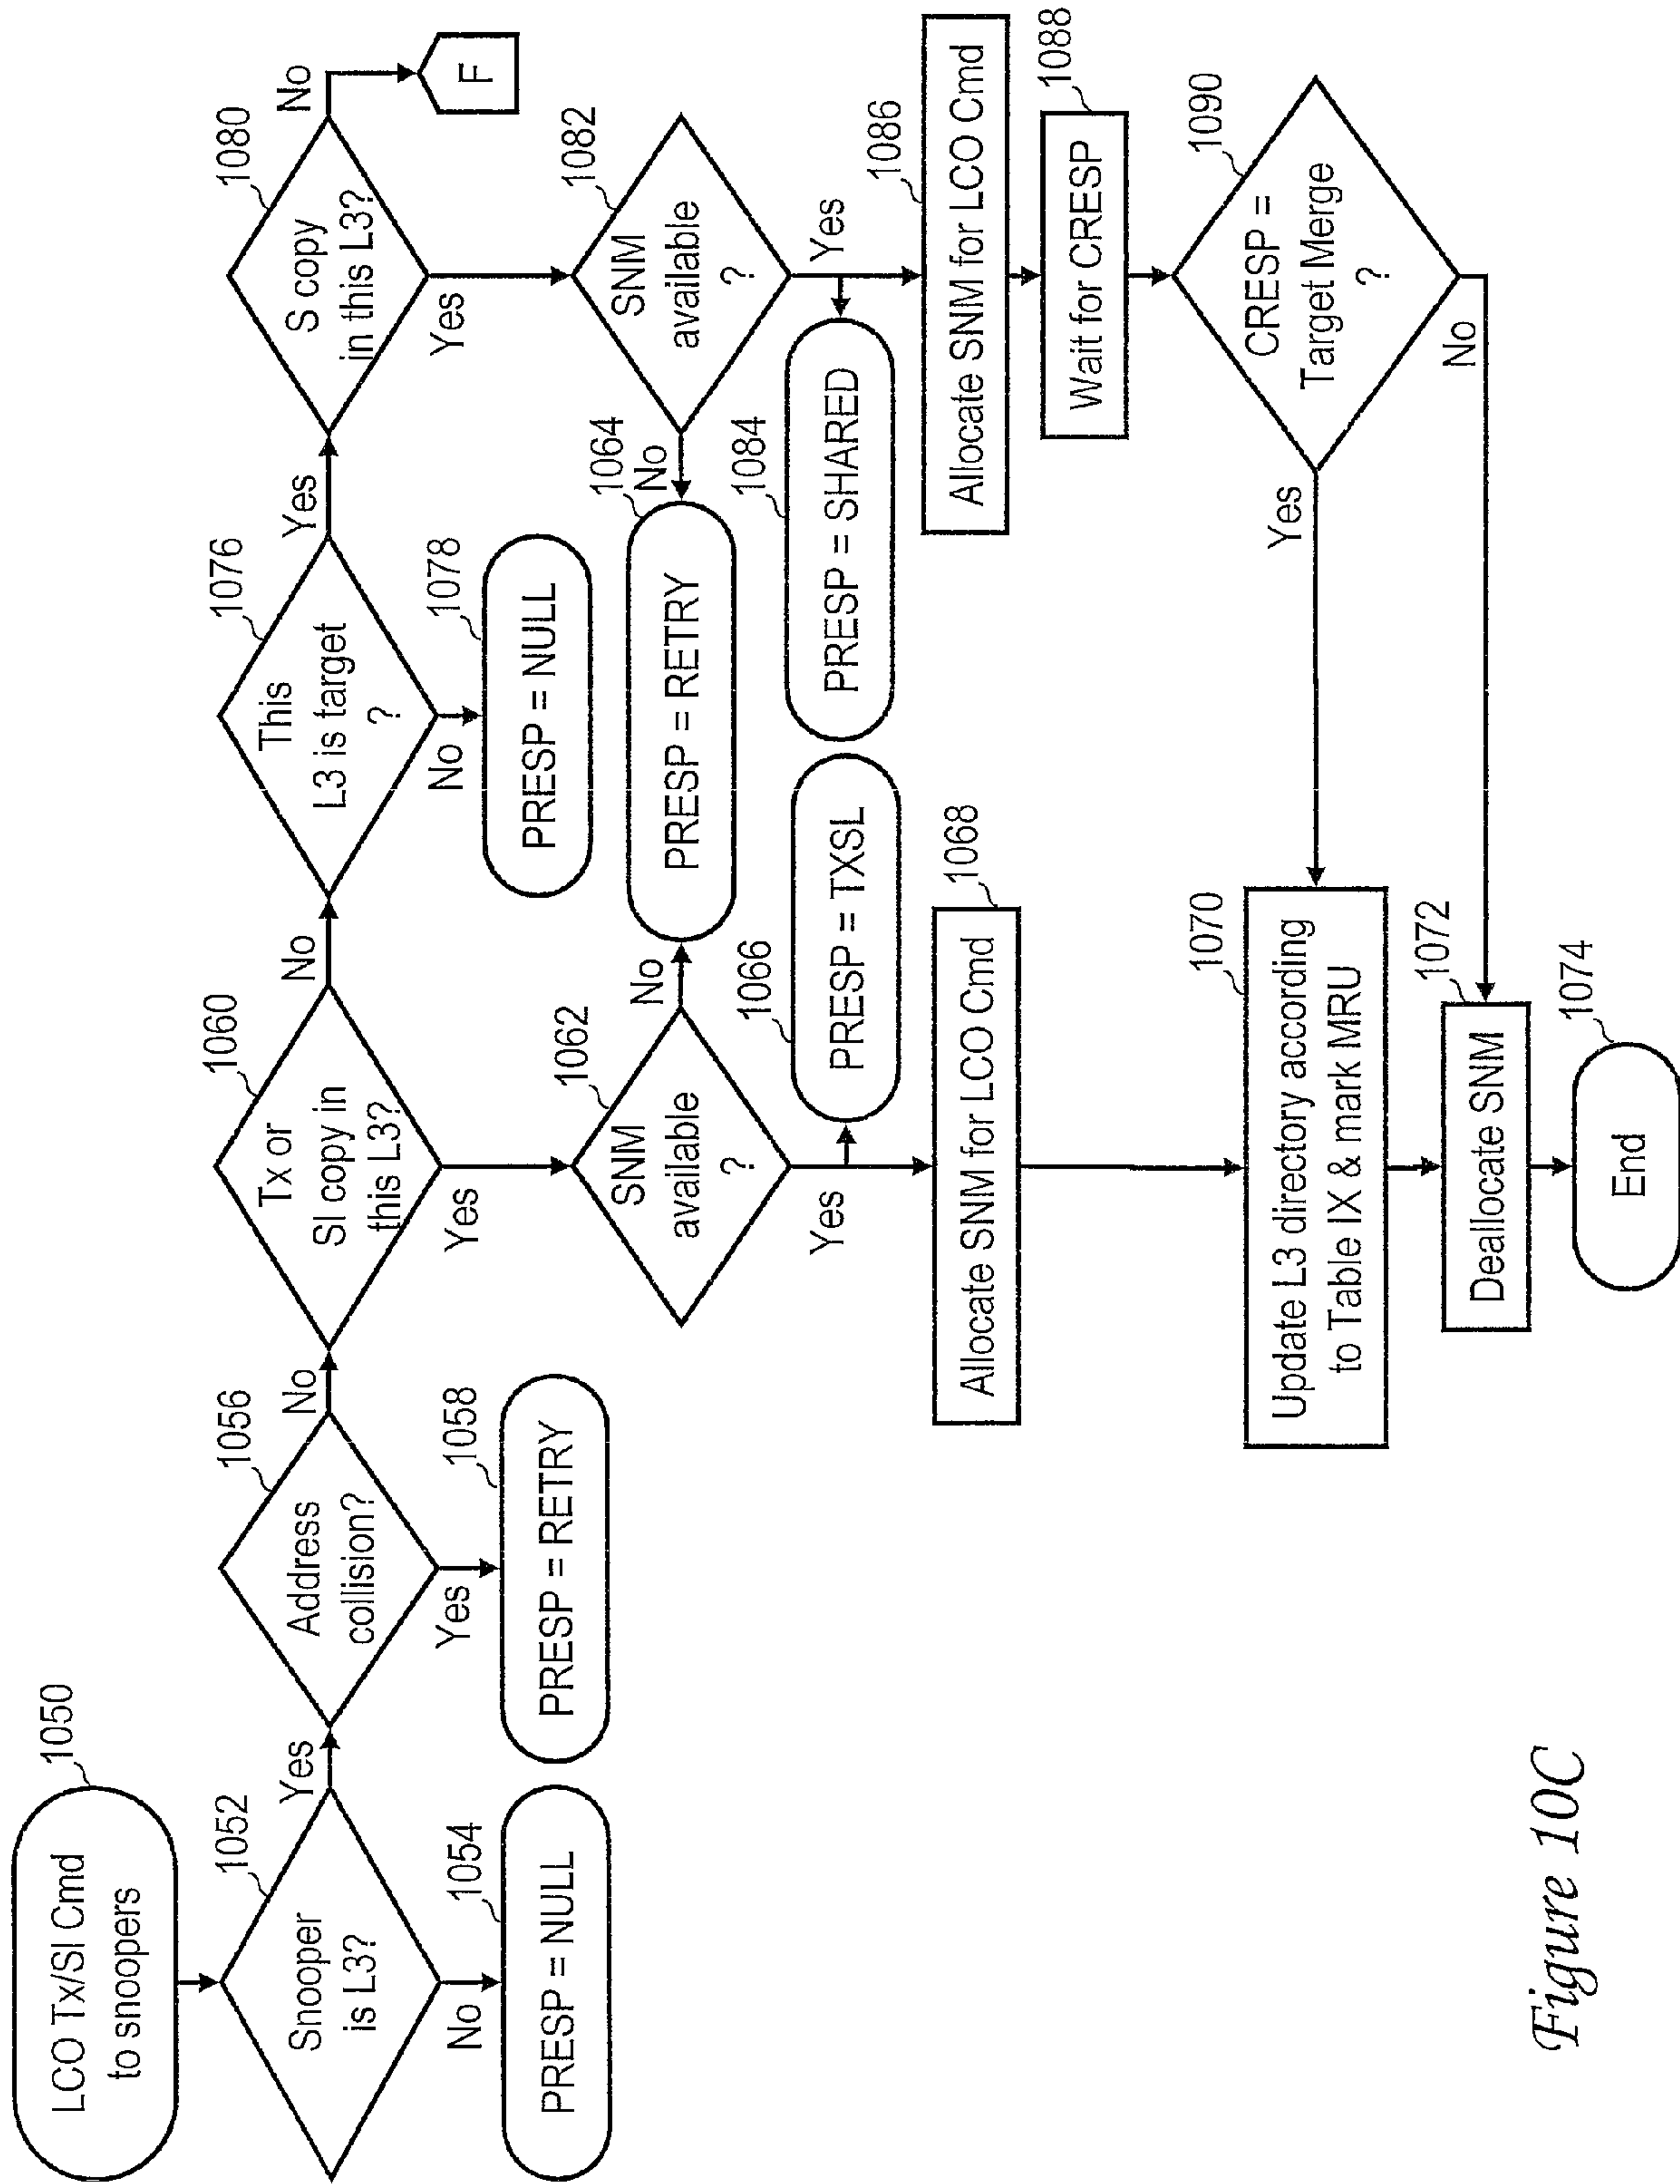 LCO Tx/Sl Cmd
to snoopers
1050
Snooper
is L3?
1052
Yes
No
PRESP = NULL
1054
Address
collision?
1056
No
Yes
PRESP = RETRY
1058
Tx or
Sl copy in
this L3?
1060
No
Yes
SNM
available
?
1062
No
Yes
PRESP = RETRY
1064
PRESP = TXSL
1066
Allocate SNM for LCO Cmd
1068
Update L3 directory according
to Table IX & mark MRU
1070
Deallocate SNM
1072
End
1074
This
L3 is target
?
1076
Yes
No
PRESP = NULL
1078
S copy
in this L3?
1080
No
F
Yes
SNM
available
?
1082
No
Yes
PRESP = SHARED
1084
Allocate SNM for LCO Cmd
1086
Wait for CRESP
1088
CRESP =
Target Merge
?
1090
Yes
No
Figure 10C